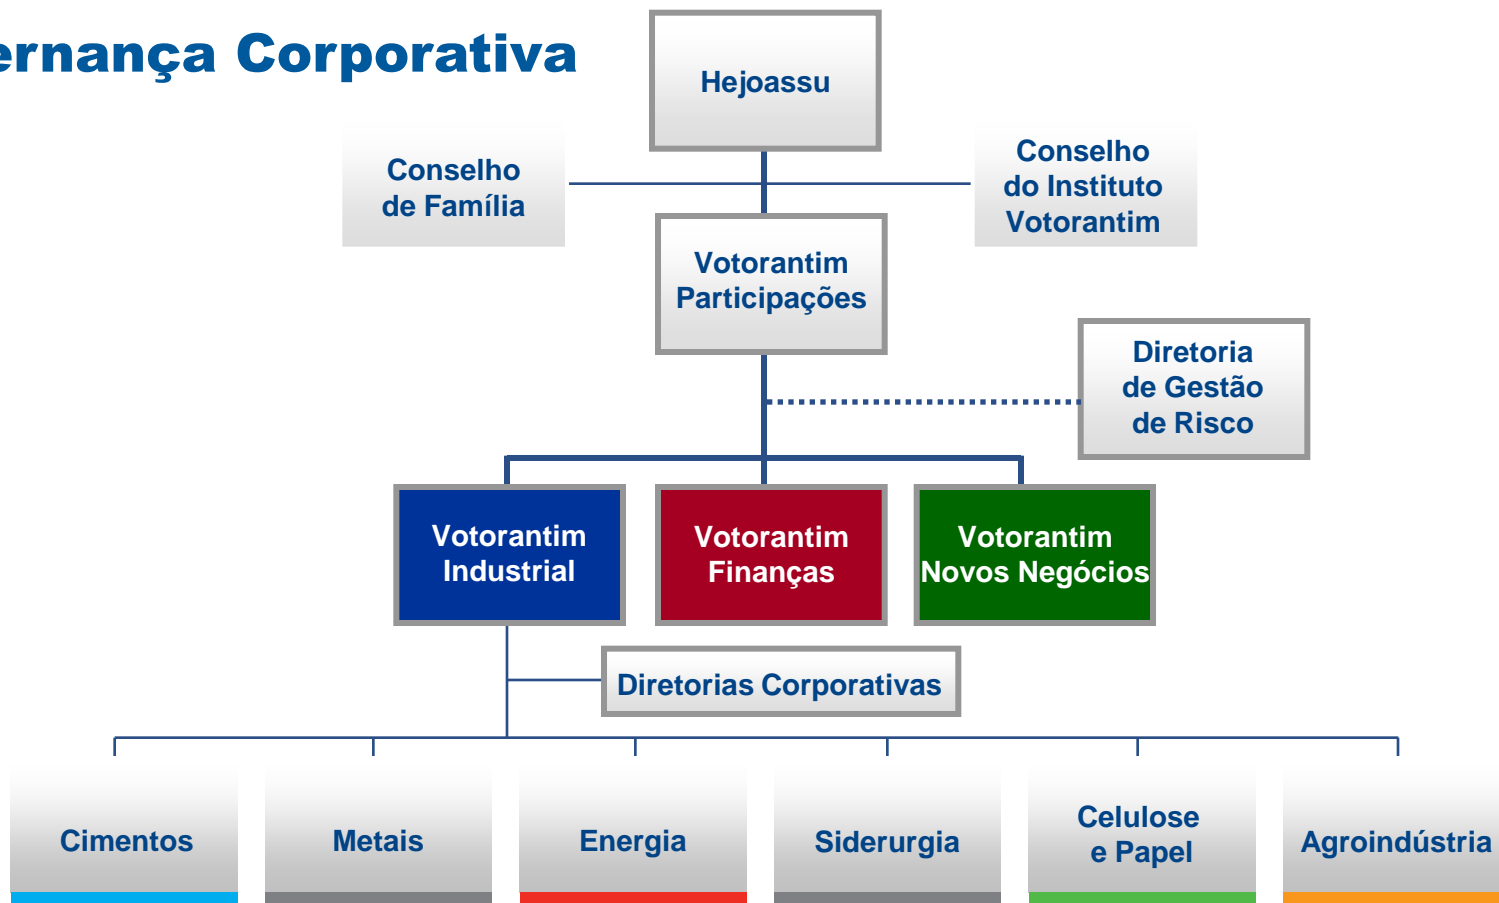 ernança Corporativa
Hejoassu
Conselho
de Família
Conselho
do Instituto
Votorantim
Votorantim
Participações
Diretoria
de Gestão
de Risco
Votorantim
Industrial
Votorantim
Finanças
Votorantim
Novos Negócios
Diretorias Corporativas
Cimentos
Metais
Energia
Siderurgia
Celulose
e Papel
Agroindústria